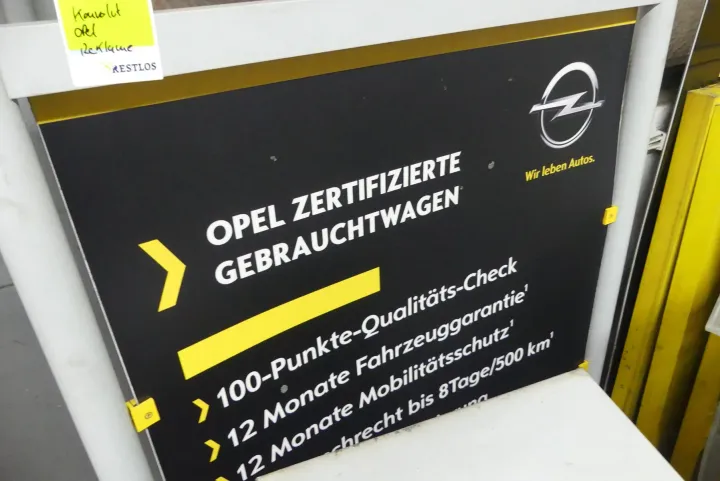 Konvolut
Opel
Reklame
RESTLOS
Wir leben Autos.
OPEL ZERTIFIZIERTE
GEBRAUCHTWAGEN
100-Punkte-Qualitäts-Check
12 Monate Fahrzeuggarantie¹
12 Monate Mobilitätsschutz¹
bis 8Tage/500 km¹